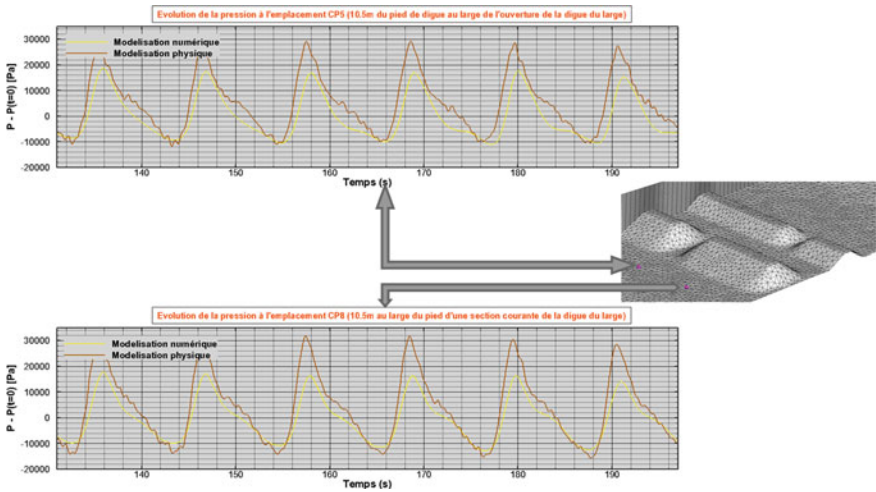 Evolution de la pression à l'emplacement CP5 (10.5m du pied de digue au large de l'ouverture de la digue du large)
30000
20000
10000
0
-10000
-20000
P - P(t=0) [Pa]
Modelisation numérique
Modelisation physique
140 150 160 170 180 190
Temps (s)
Evolution de la pression à l'emplacement CP8 (10.5m au large du pied d'une section courante de la digue du large)
30000
20000
10000
0
-10000
-20000
P - P(t=0) [Pa]
Modelisation numérique
Modelisation physique
140 150 160 170 180 190
Temps (s)